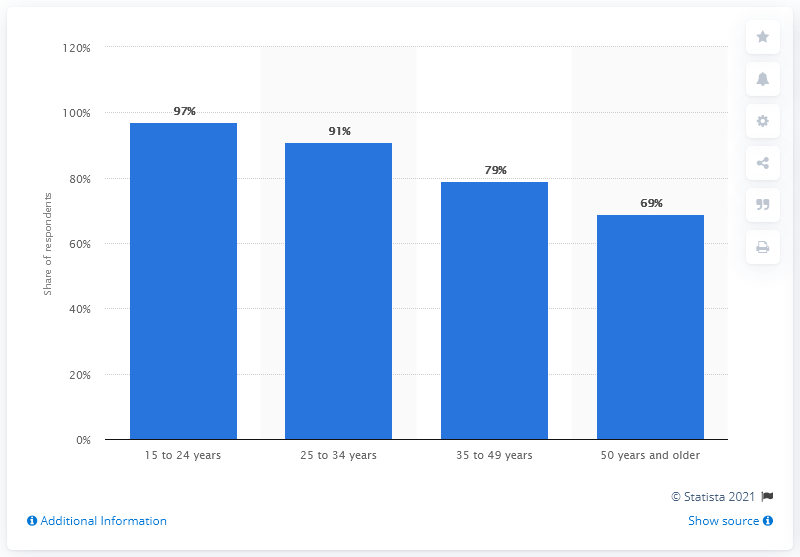 120%
100%
80%
60%
40%
20%
0%
Share of respondents
97%
91%
79%
69%
15 to 24 years
25 to 34 years
35 to 49 years
50 years and older
© Statista 2021
Additional Information
Show source